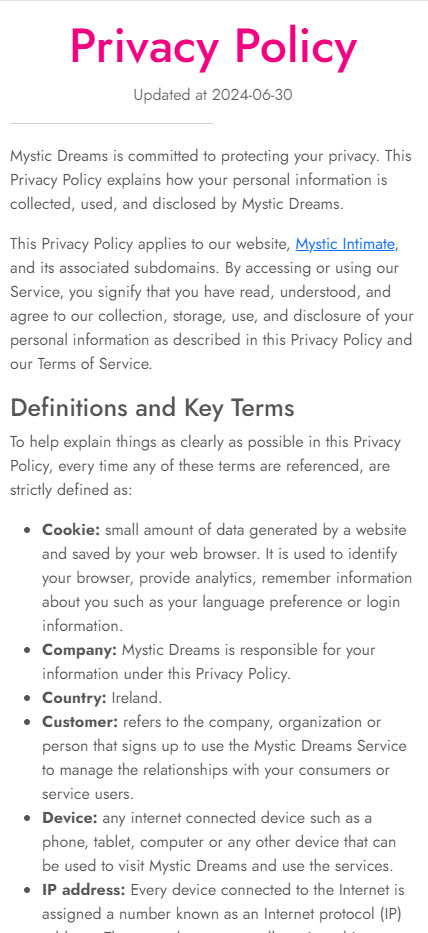 Privacy Policy
Updated at 2024-06-30
Mystic Dreams is committed to protecting your privacy. This
Privacy Policy explains how your personal information is
collected, used, and disclosed by Mystic Dreams.
This Privacy Policy applies to our website, Mystic Intimate,
and its associated subdomains. By accessing or using our
Service, you signify that you have read, understood, and
agree to our collection, storage, use, and disclosure of your
personal information as described in this Privacy Policy and
our Terms of Service.
Definitions and Key Terms
To help explain things as clearly as possible in this Privacy
Policy, every time any of these terms are referenced, are
strictly defined as:
• Cookie: small amount of data generated by a website
and saved by your web browser. It is used to identify
your browser, provide analytics, remember information
about you such as your language preference or login
information.
• Company: Mystic Dreams is responsible for your
information under this Privacy Policy.
• Country: Ireland.
• Customer: refers to the company, organization or
person that signs up to use the Mystic Dreams Service
to manage the relationships with your consumers or
service users.
• Device: any internet connected device such as a
phone, tablet, computer or any other device that can
be used to visit Mystic Dreams and use the services.
• IP address: Every device connected to the Internet is
assigned a number known as an Internet protocol (IP)